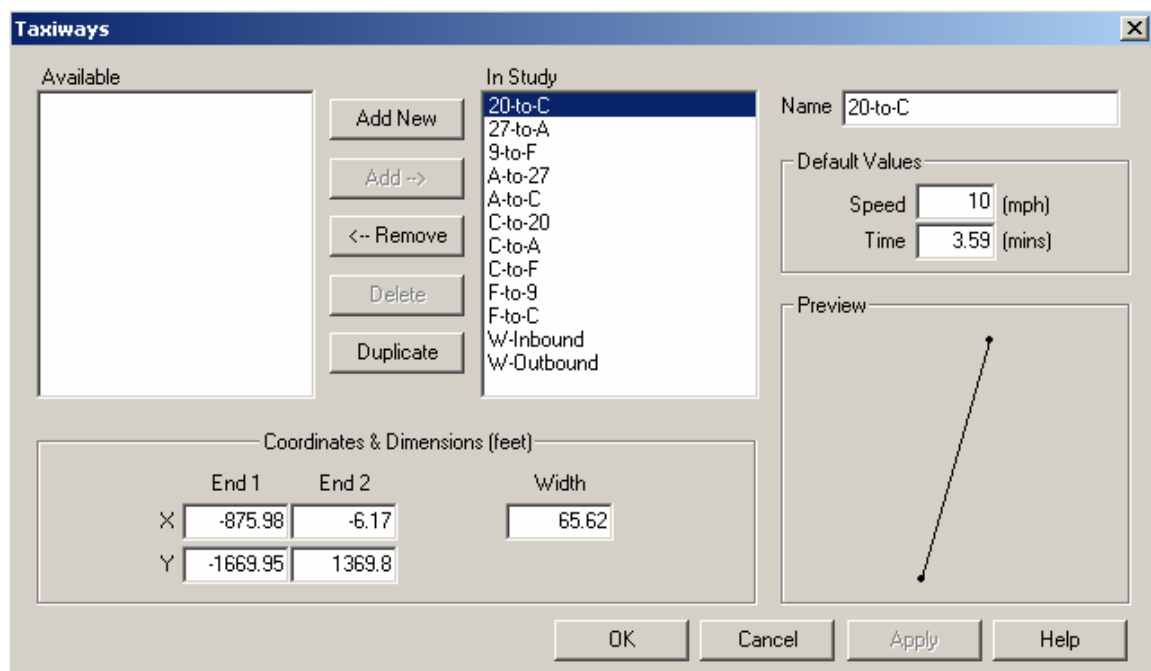 Taxiways
Available
Add New
Add -->
<-- Remove
Delete
Duplicate
In Study
20-to-C
27-to-A
9-to-F
A-to-27
A-to-C
C-to-20
C-to-A
C-to-F
F-to-9
F-to-C
W-Inbound
W-Outbound
Name 20-to-C
Default Values
Speed 10 (mph)
Time 3.59 (mins)
Preview
Coordinates & Dimensions (feet)
End 1 End 2 Width
X -875.98 -6.17 65.62
Y -1669.95 1369.8
OK Cancel Apply Help